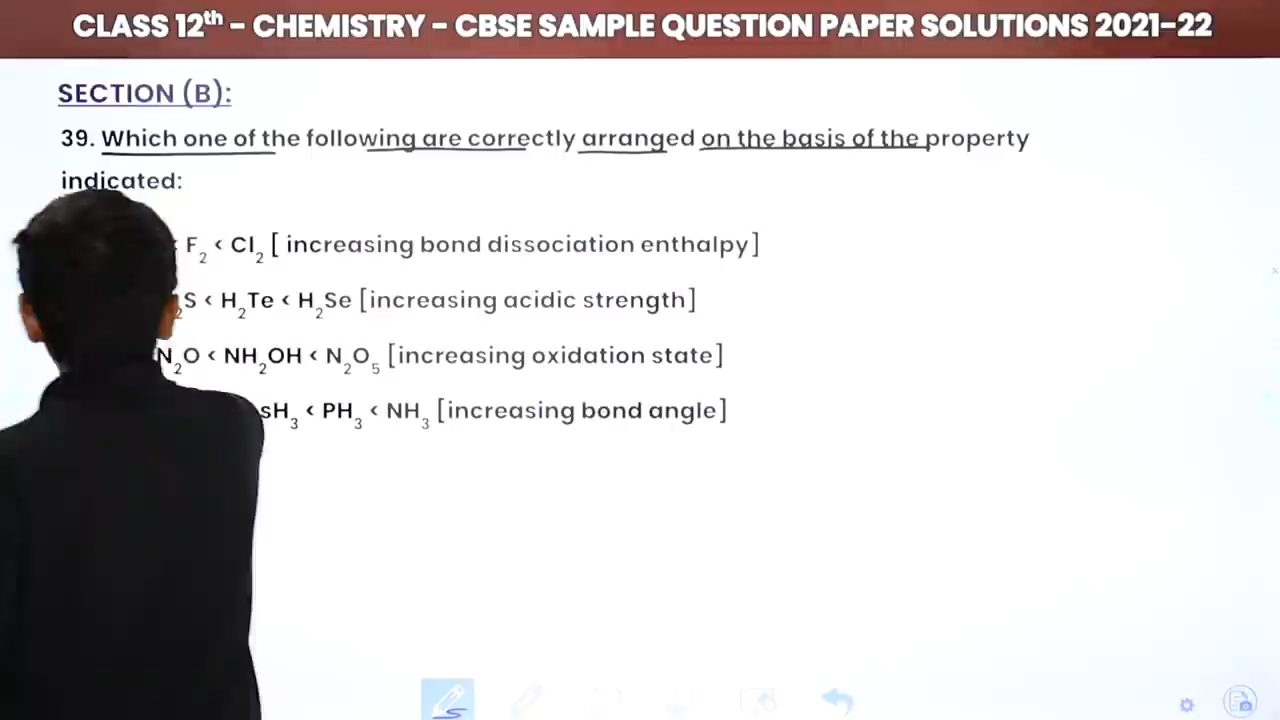 CLASS 12th - CHEMISTRY - CBSE SAMPLE QUESTION PAPER SOLUTIONS 2021-22
SECTION (B):
39. Which one of the following are correctly arranged on the basis of the property
indicated:
< F₂ < Cl₂ [ increasing bond dissociation enthalpy]
₂S < H₂Te < H₂Se [increasing acidic strength]
N₂O < NH₂OH < N₂O₅ [increasing oxidation state]
sH₃ < PH₃ < NH₃ [increasing bond angle]